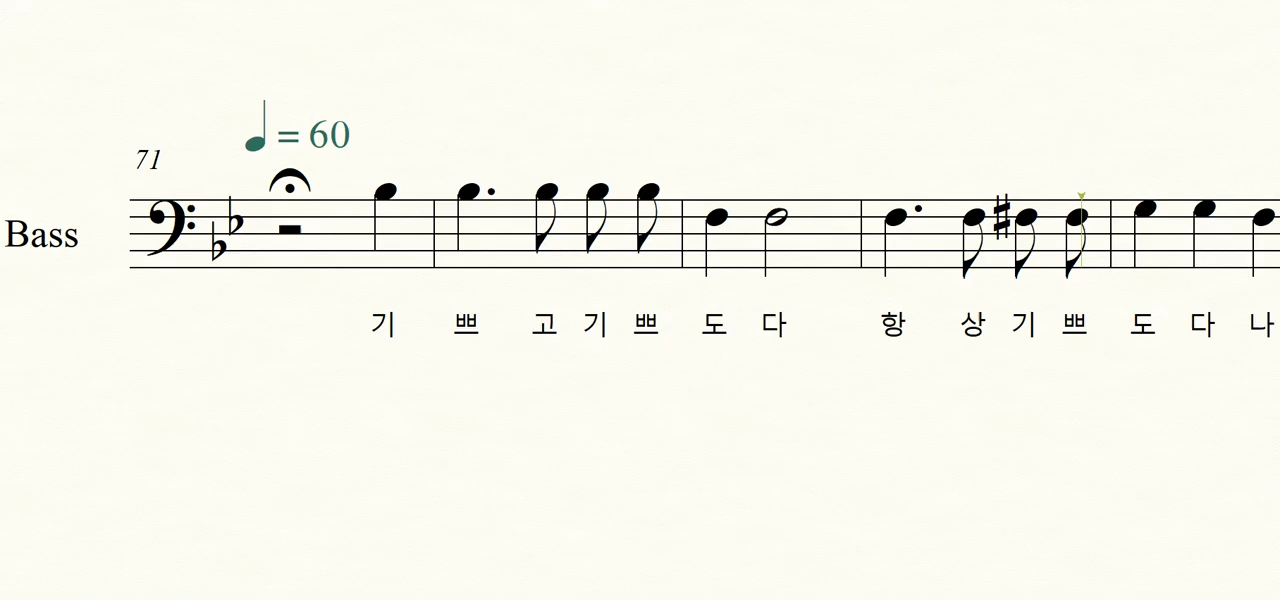 = 60
71
Bass
기 쁘 고 기 쁘 도 다 항 상 기 쁘 도 다 나